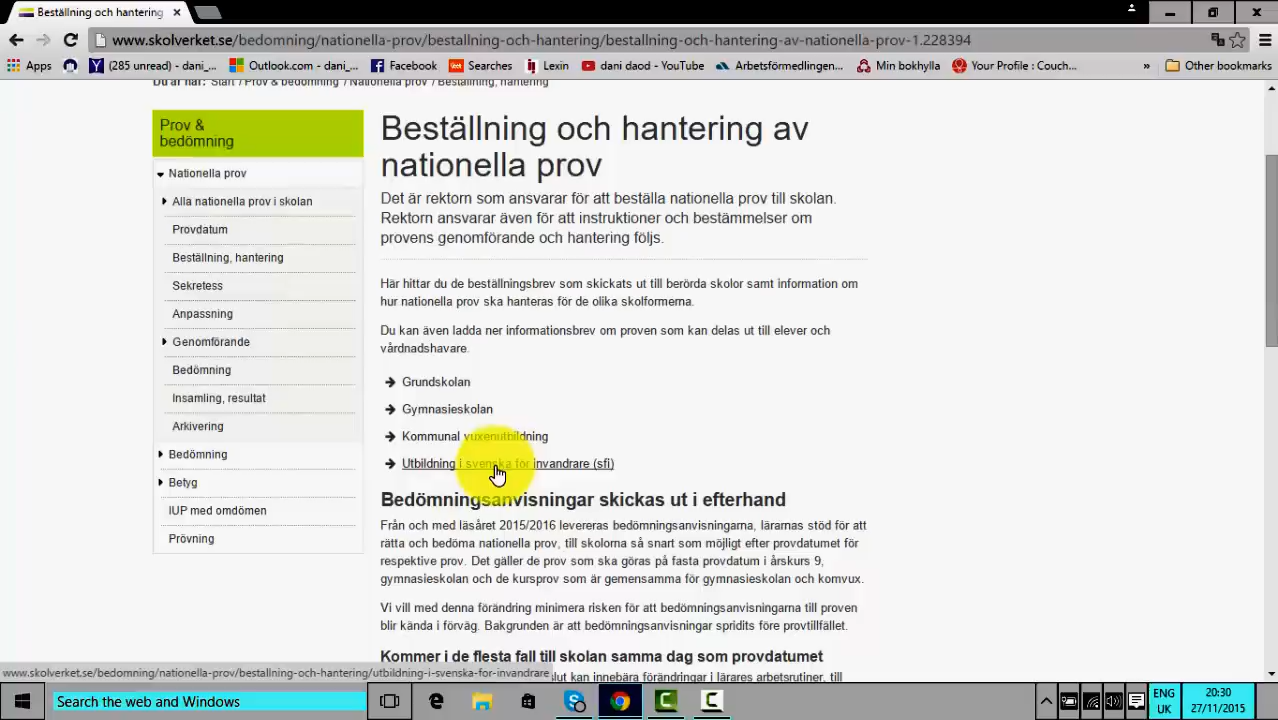 Beställning och hantering
www.skolverket.se/bedomning/nationella-prov/bestallning-och-hantering/bestallning-och-hantering-av-nationella-prov-1.228394
Apps (285 unread) - dani_... Outlook.com - dani_... Facebook Searches Lexin dani daod - YouTube Arbetsförmedlingen... Min bokhylla Your Profile : Couch... » Other bookmarks
Du är här: Start / Prov & bedömning / Nationella prov / Beställning, hantering
Prov &
bedömning
Nationella prov
Alla nationella prov i skolan
Provdatum
Beställning, hantering
Sekretess
Anpassning
Genomförande
Bedömning
Insamling, resultat
Arkivering
Bedömning
Betyg
IUP med omdömen
Prövning
Beställning och hantering av
nationella prov
Det är rektorn som ansvarar för att beställa nationella prov till skolan.
Rektorn ansvarar även för att instruktioner och bestämmelser om
provens genomförande och hantering följs.
Här hittar du de beställningsbrev som skickats ut till berörda skolor samt information om
hur nationella prov ska hanteras för de olika skolformerna.
Du kan även ladda ner informationsbrev om proven som kan delas ut till elever och
vårdnadshavare.
Grundskolan
Gymnasieskolan
Kommunal vuxenutbildning
Utbildning i svenska för invandrare (sfi)
Bedömningsanvisningar skickas ut i efterhand
Från och med läsåret 2015/2016 levereras bedömningsanvisningarna, lärarnas stöd för att
rätta och bedöma nationella prov, till skolorna så snart som möjligt efter provdatumet för
respektive prov. Det gäller de prov som ska göras på fasta provdatum i årskurs 9,
gymnasieskolan och de kursprov som är gemensamma för gymnasieskolan och komvux.
Vi vill med denna förändring minimera risken för att bedömningsanvisningarna till proven
blir kända i förväg. Bakgrunden är att bedömningsanvisningar spridits före provtillfället.
Kommer i de flesta fall till skolan samma dag som provdatumet
slut kan innebära förändringar i lärares arbetsrutiner, till
www.skolverket.se/bedomning/nationella-prov/bestallning-och-hantering/utbildning-i-svenska-for-invandrare
Search the web and Windows
ENG
UK
20:30
27/11/2015